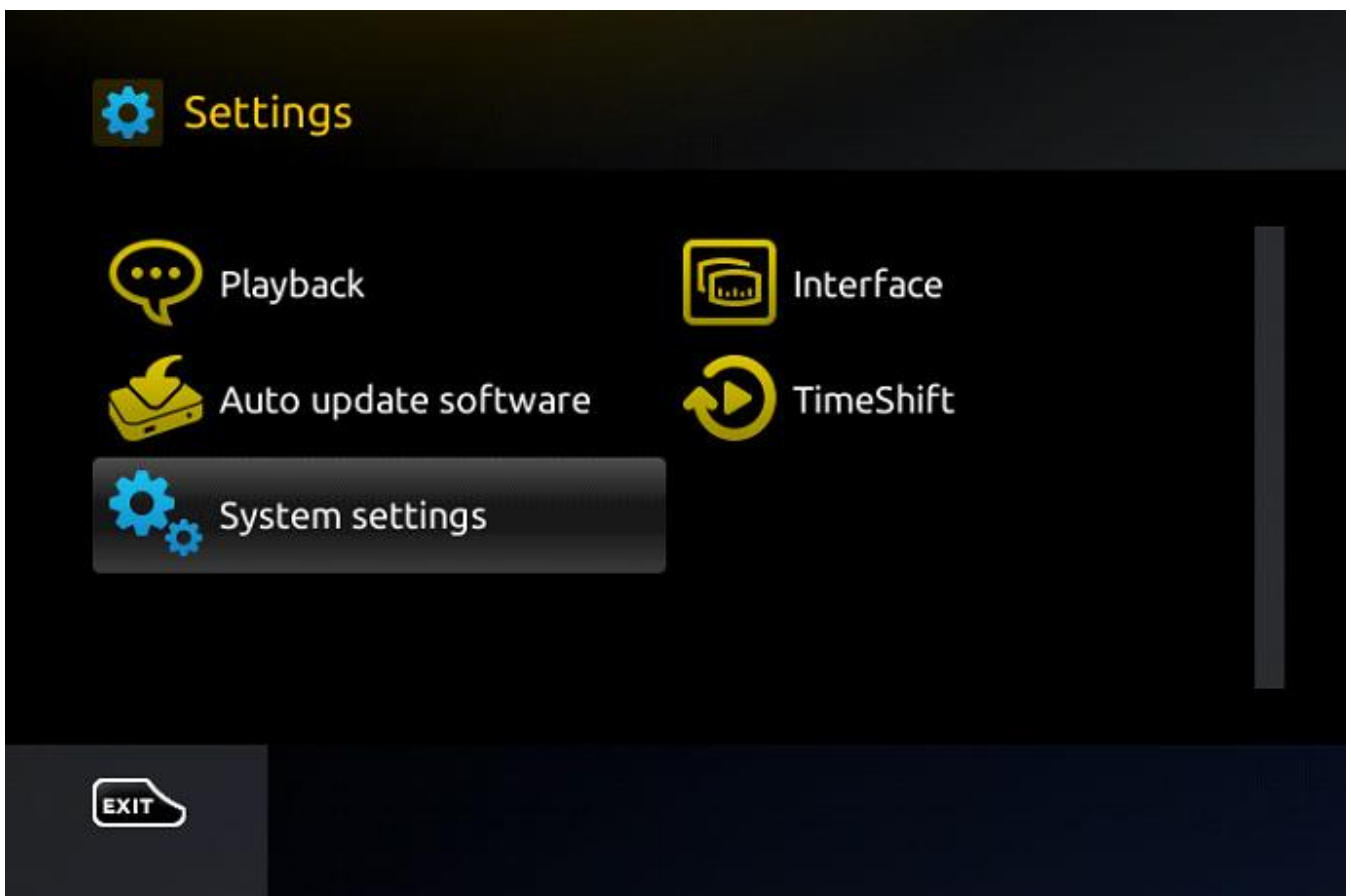 Settings
Playback
Interface
Auto update software
TimeShift
System settings
EXIT